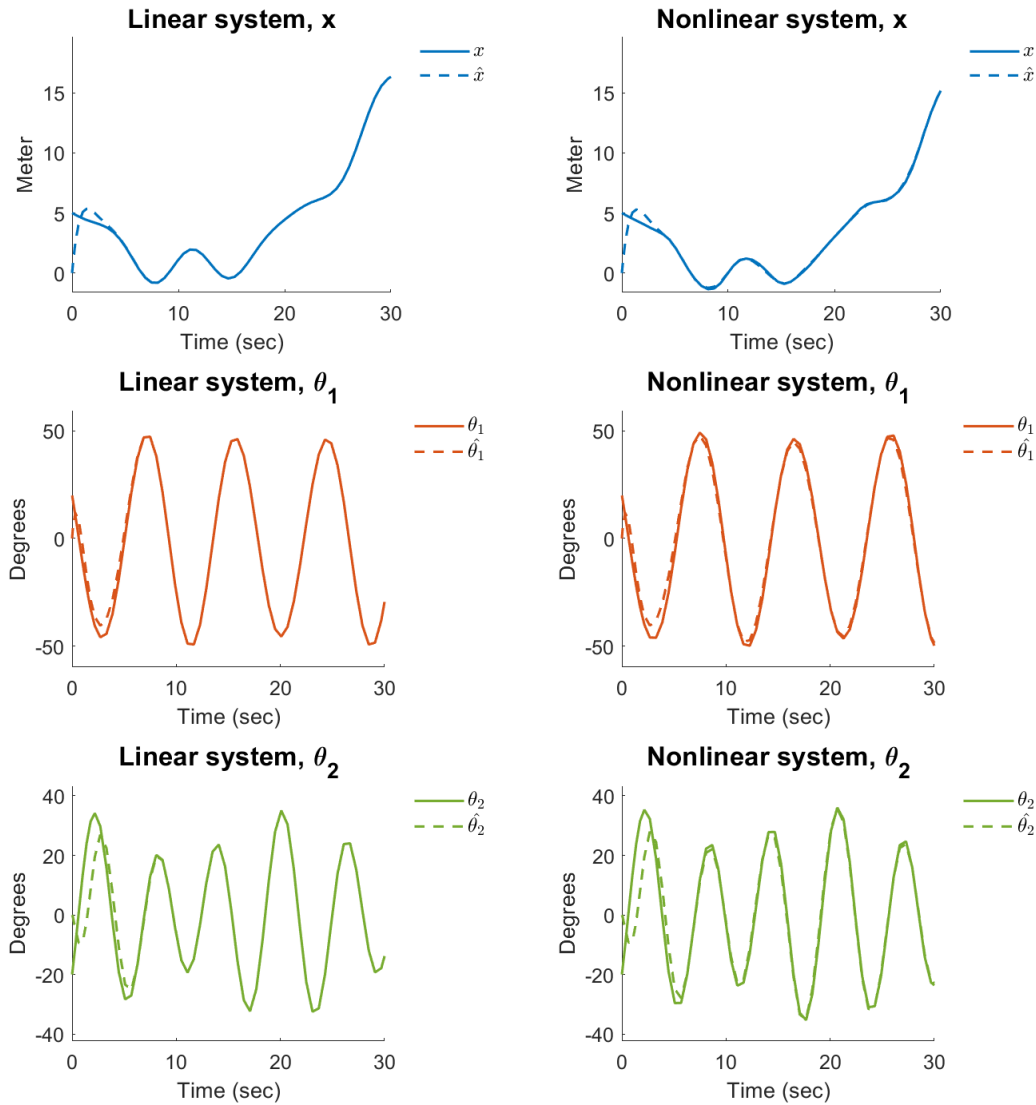 Linear system, x
x
x̂
15
10
5
0
Meter
0 10 20 30
Time (sec)
Nonlinear system, x
x
x̂
15
10
5
0
Meter
0 10 20 30
Time (sec)
Linear system, θ₁
θ₁
θ̂₁
50
0
-50
Degrees
0 10 20 30
Time (sec)
Nonlinear system, θ₁
θ₁
θ̂₁
50
0
-50
Degrees
0 10 20 30
Time (sec)
Linear system, θ₂
θ₂
θ̂₂
40
20
0
-20
-40
Degrees
0 10 20 30
Time (sec)
Nonlinear system, θ₂
θ₂
θ̂₂
40
20
0
-20
-40
Degrees
0 10 20 30
Time (sec)